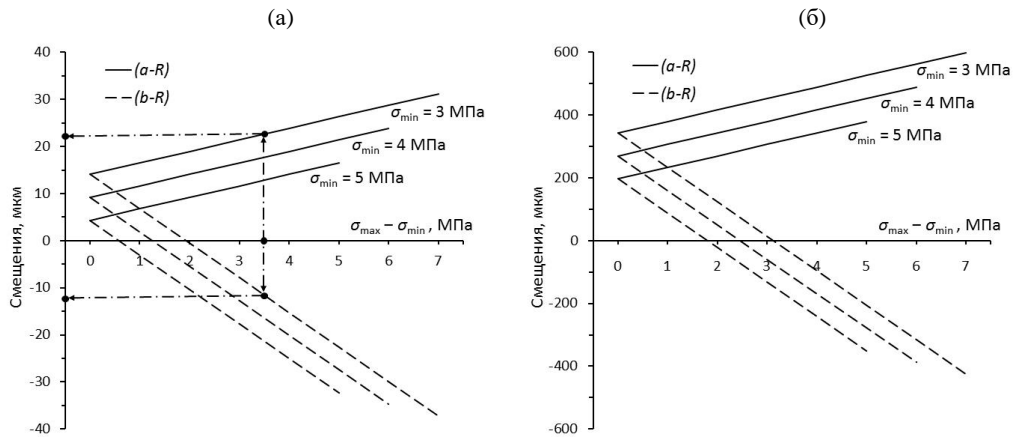 (а)
40
30
20
10
0
-10
-20
-30
-40
Смещения, мкм
(a-R)
(b-R)
σmin = 3 МПа
σmin = 4 МПа
σmin = 5 МПа
σmax − σmin , МПа
0 1 2 3 4 5 6 7
(б)
600
400
200
0
-200
-400
-600
Смещения, мкм
(a-R)
(b-R)
σmin = 3 МПа
σmin = 4 МПа
σmin = 5 МПа
σmax − σmin , МПа
0 1 2 3 4 5 6 7